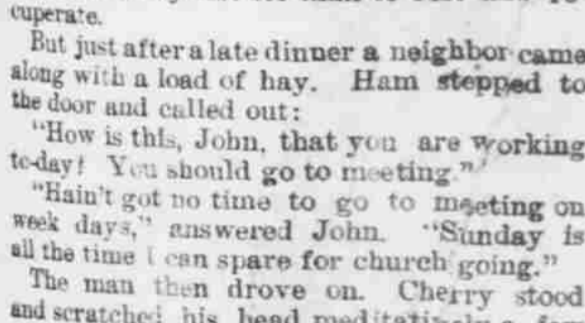 cuperate.
But just after a late dinner a neighbor came
along with a load of hay. Ham stepped to
the door and called out:
"How is this, John, that you are working
to-day? You should go to meeting."
"Hain't got no time to go to meeting on
week days," answered John. "Sunday is
all the time I can spare for church going."
The man then drove on. Cherry stood
and scratched his head meditatively a few